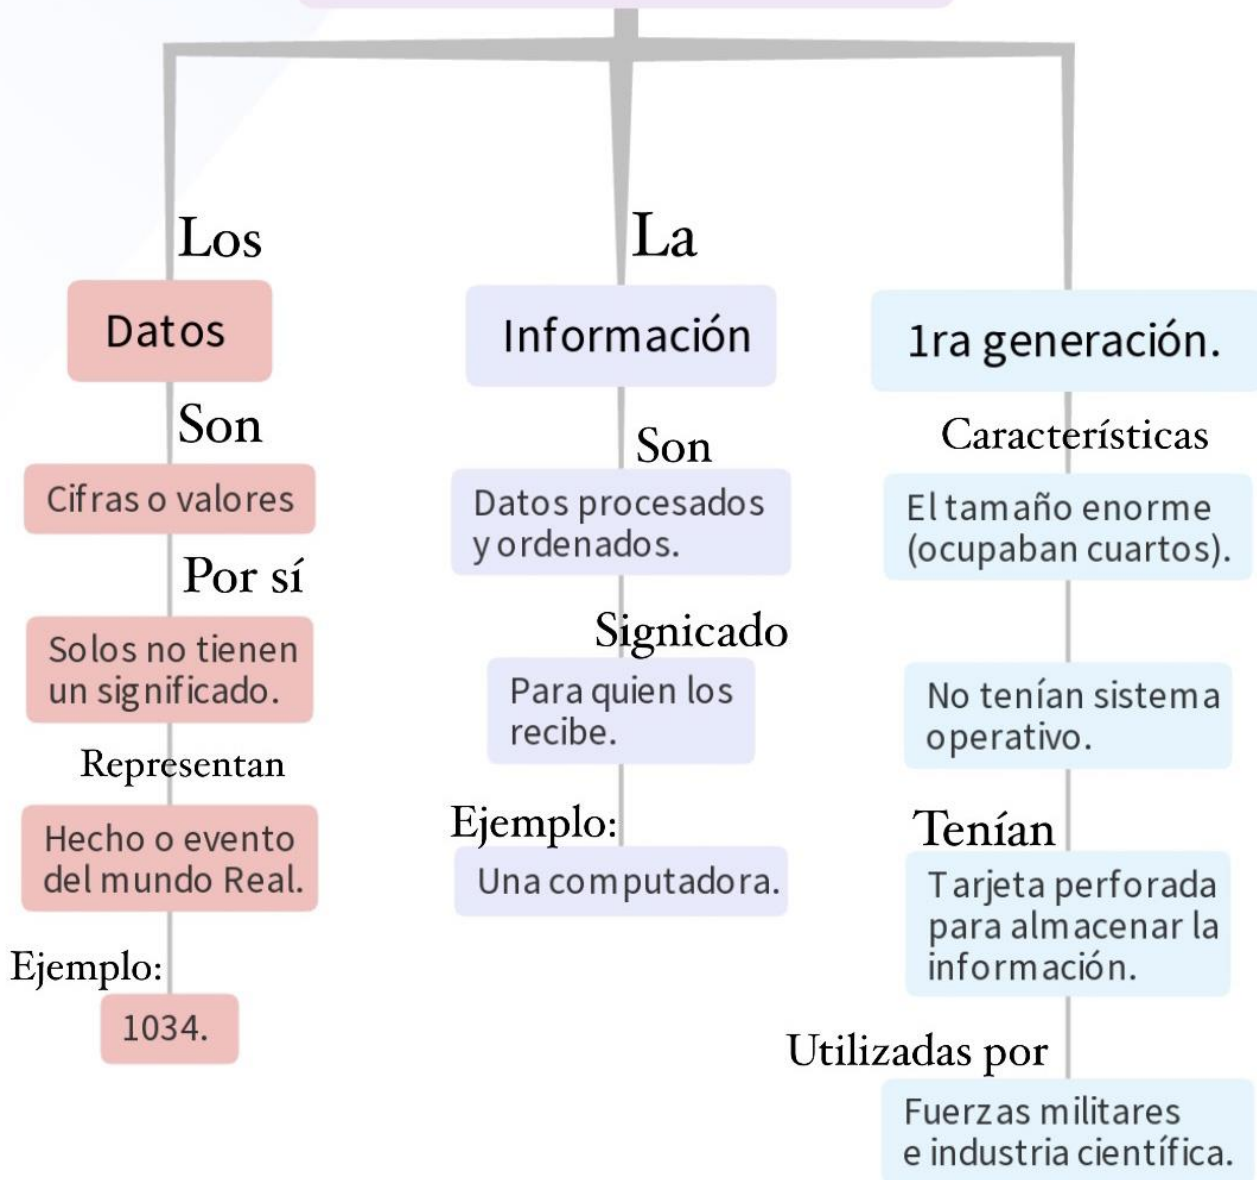 Los
Datos
Son
Cifras o valores
Por sí
Solos no tienen
un significado.
Representan
Hecho o evento
del mundo Real.
Ejemplo:
1034.
La
Información
Son
Datos procesados
y ordenados.
Signicado
Para quien los
recibe.
Ejemplo:
Una computadora.
1ra generación.
Características
El tamaño enorme
(ocupaban cuartos).
No tenían sistema
operativo.
Tenían
Tarjeta perforada
para almacenar la
información.
Utilizadas por
Fuerzas militares
e industria científica.